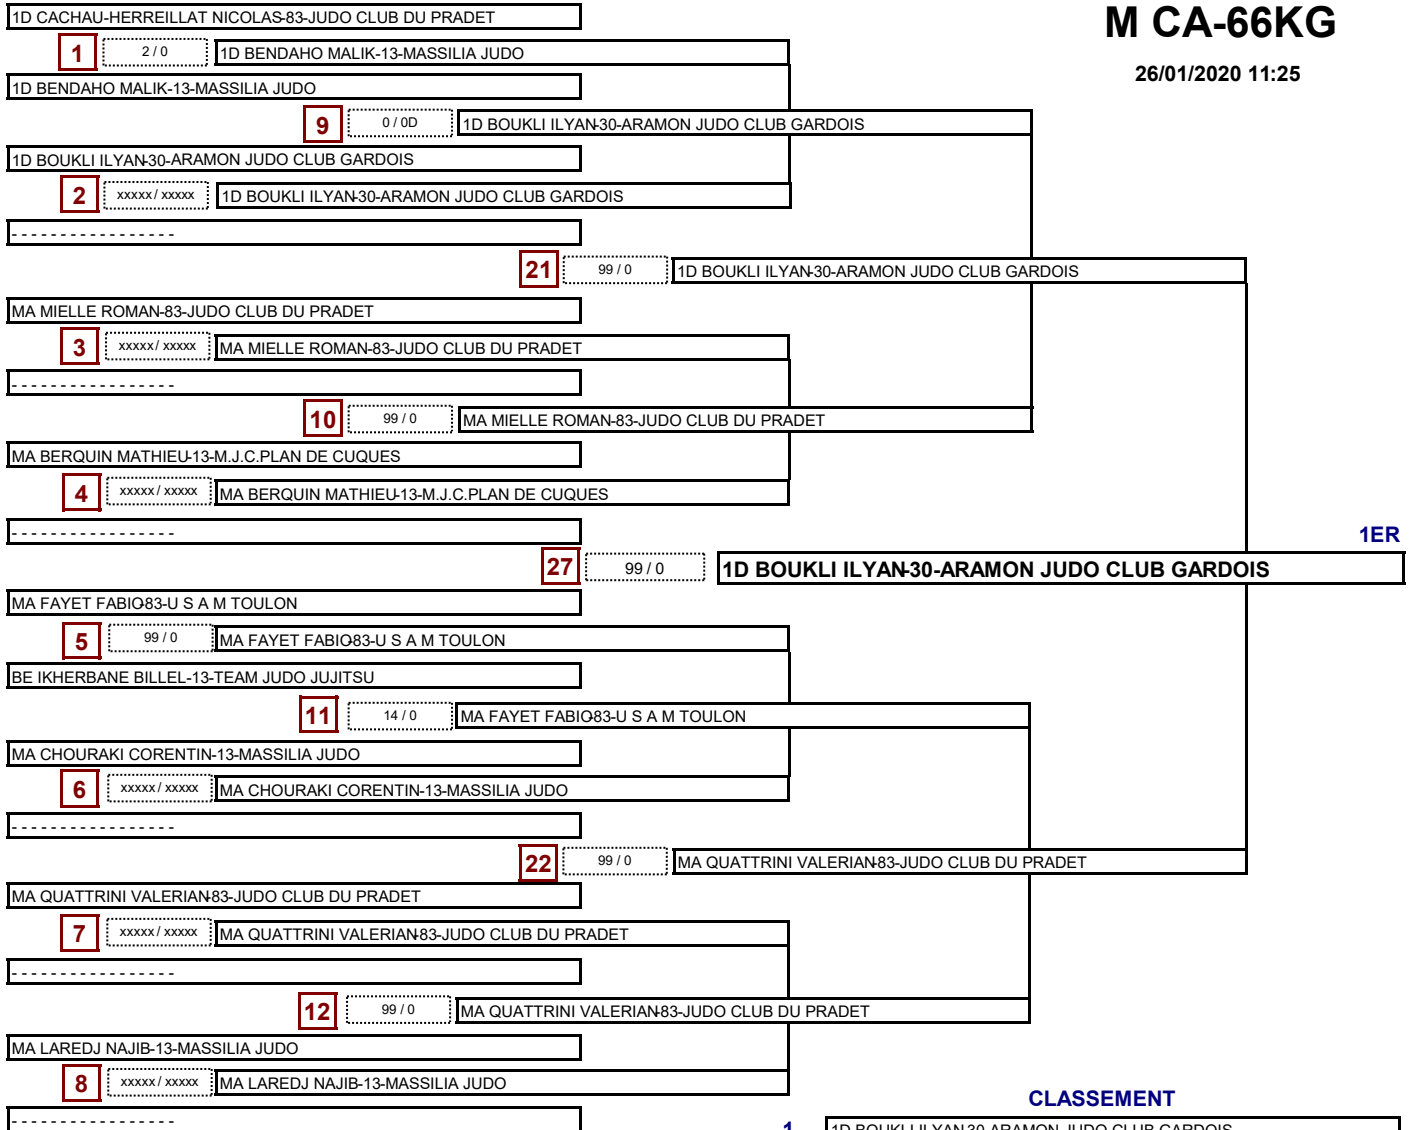 1D CACHAU-HERREILLAT NICOLAS-83-JUDO CLUB DU PRADET
M CA-66KG
1 2 / 0 1D BENDAHO MALIK-13-MASSILIA JUDO
26/01/2020 11:25
1D BENDAHO MALIK-13-MASSILIA JUDO
9 0 / 0D 1D BOUKLI ILYAN-30-ARAMON JUDO CLUB GARDOIS
1D BOUKLI ILYAN-30-ARAMON JUDO CLUB GARDOIS
2 xxxxx / xxxxx 1D BOUKLI ILYAN-30-ARAMON JUDO CLUB GARDOIS
- - - - - - - - - - - - - - - - -
21 99 / 0 1D BOUKLI ILYAN-30-ARAMON JUDO CLUB GARDOIS
MA MIELLE ROMAN-83-JUDO CLUB DU PRADET
3 xxxxx / xxxxx MA MIELLE ROMAN-83-JUDO CLUB DU PRADET
- - - - - - - - - - - - - - - - -
10 99 / 0 MA MIELLE ROMAN-83-JUDO CLUB DU PRADET
MA BERQUIN MATHIEU-13-M.J.C.PLAN DE CUQUES
4 xxxxx / xxxxx MA BERQUIN MATHIEU-13-M.J.C.PLAN DE CUQUES
- - - - - - - - - - - - - - - - -
1ER
27 99 / 0 1D BOUKLI ILYAN-30-ARAMON JUDO CLUB GARDOIS
MA FAYET FABIO-83-U S A M TOULON
5 99 / 0 MA FAYET FABIO-83-U S A M TOULON
BE IKHERBANE BILLEL-13-TEAM JUDO JUJITSU
11 14 / 0 MA FAYET FABIO-83-U S A M TOULON
MA CHOURAKI CORENTIN-13-MASSILIA JUDO
6 xxxxx / xxxxx MA CHOURAKI CORENTIN-13-MASSILIA JUDO
- - - - - - - - - - - - - - - - -
22 99 / 0 MA QUATTRINI VALERIAN-83-JUDO CLUB DU PRADET
MA QUATTRINI VALERIAN-83-JUDO CLUB DU PRADET
7 xxxxx / xxxxx MA QUATTRINI VALERIAN-83-JUDO CLUB DU PRADET
- - - - - - - - - - - - - - - - -
12 99 / 0 MA QUATTRINI VALERIAN-83-JUDO CLUB DU PRADET
MA LAREDJ NAJIB-13-MASSILIA JUDO
8 xxxxx / xxxxx MA LAREDJ NAJIB-13-MASSILIA JUDO
CLASSEMENT
- - - - - - - - - - - - - - - - -
1 1D BOUKLI ILYAN-30-ARAMON JUDO CLUB GARDOIS